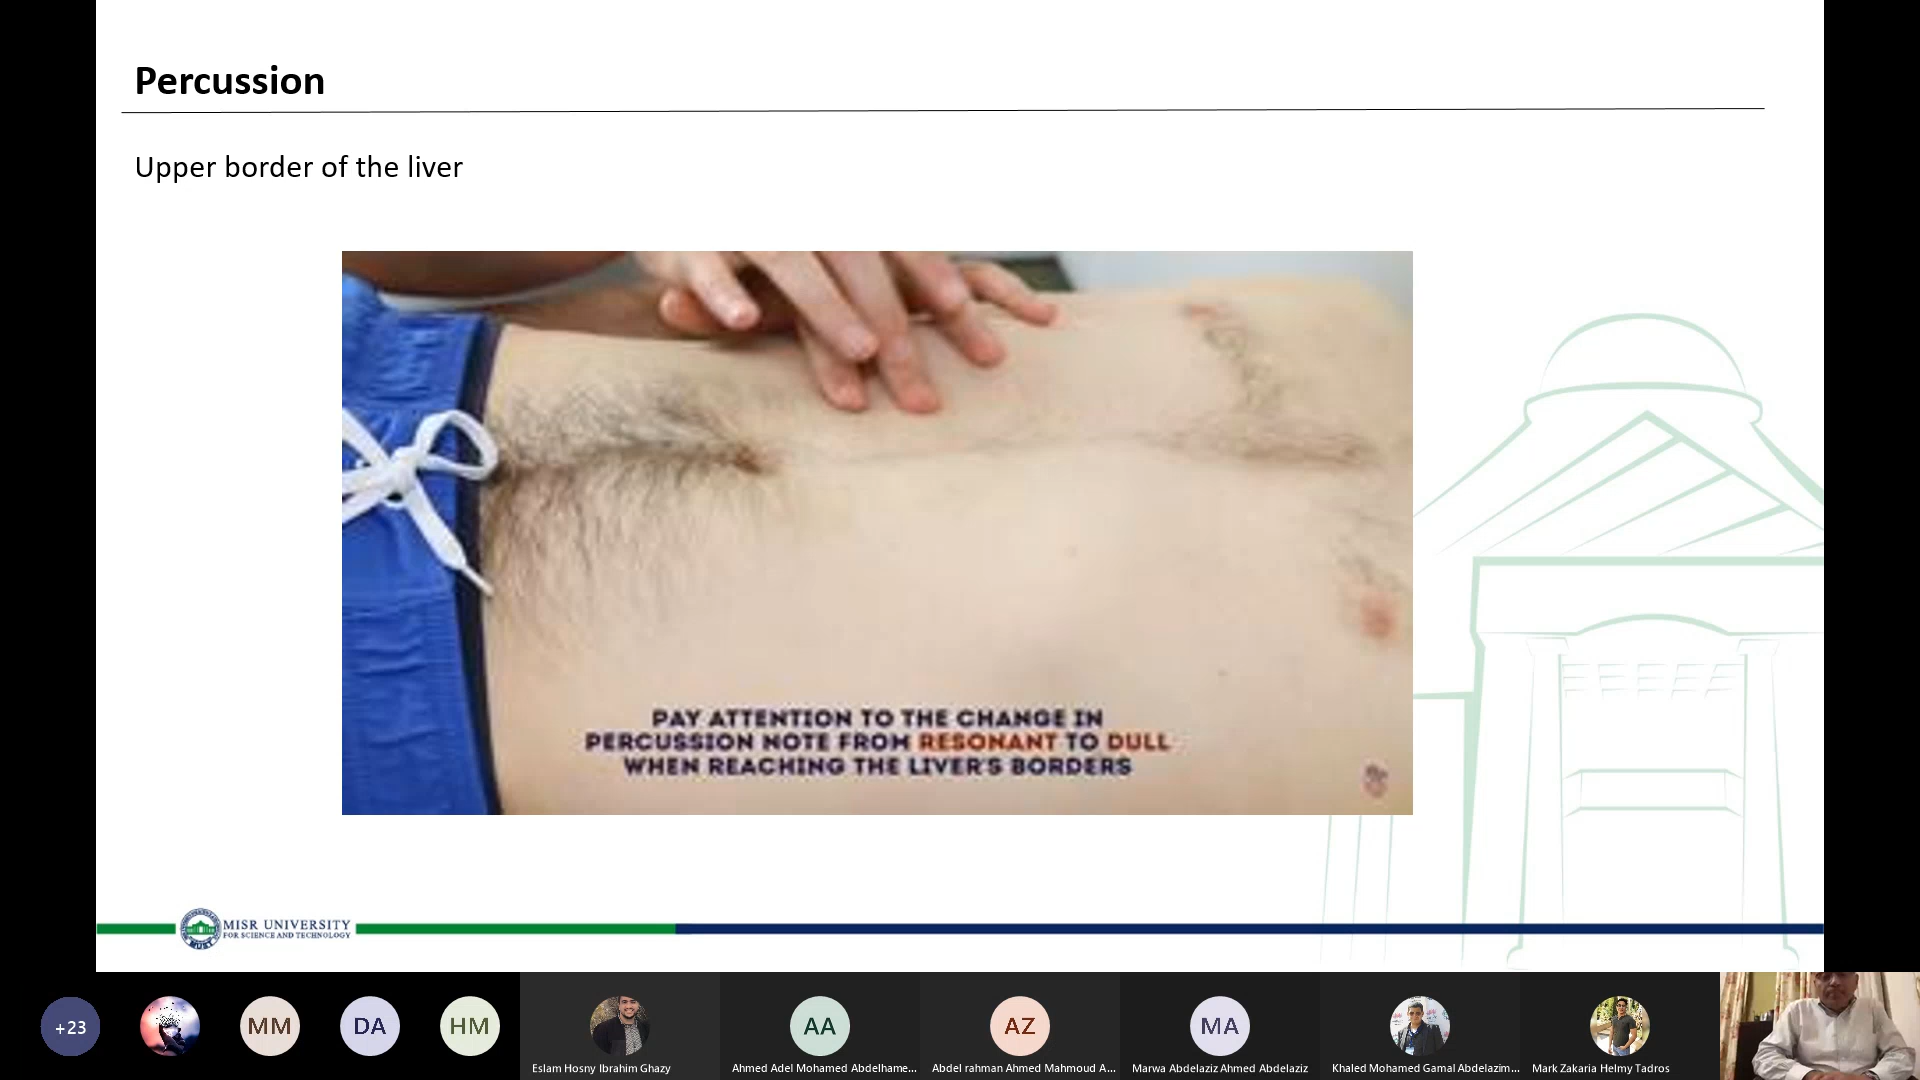 Percussion
Upper border of the liver
PAY ATTENTION TO THE CHANGE IN
PERCUSSION NOTE FROM RESONANT TO DULL
WHEN REACHING THE LIVER'S BORDERS
MISR UNIVERSITY
FOR SCIENCE AND TECHNOLOGY
MUST
+23
MM
DA
HM
AA
AZ
MA
Eslam Hosny Ibrahim Ghazy
Ahmed Adel Mohamed Abdelhame...
Abdel rahman Ahmed Mahmoud A...
Marwa Abdelaziz Ahmed Abdelaziz
Khaled Mohamed Gamal Abdelazim...
Mark Zakaria Helmy Tadros